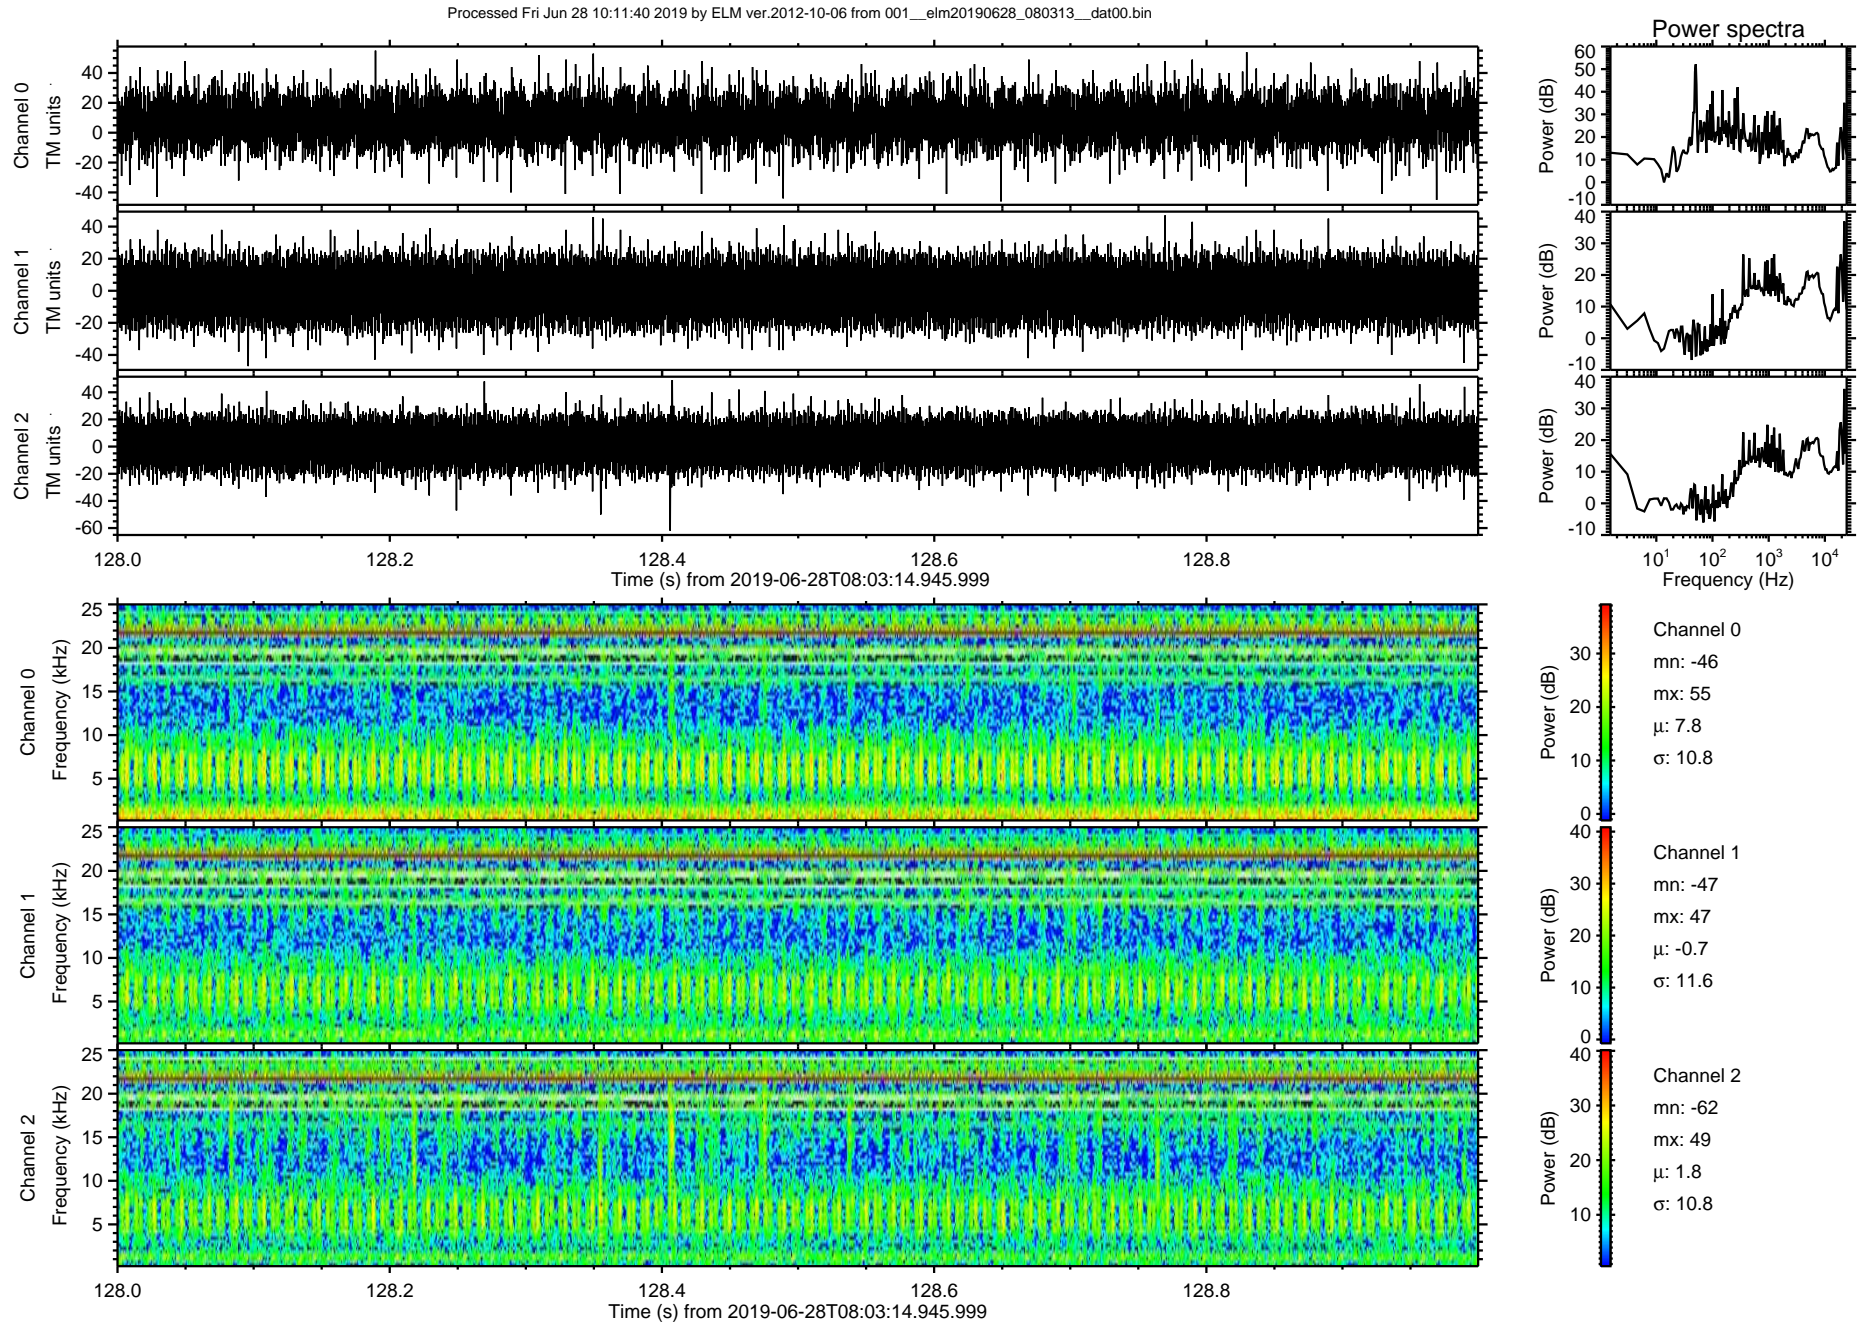 Processed Fri Jun 28 10:11:40 2019 by ELM ver.2012-10-06 from 001__elm20190628_080313__dat00.bin
Power spectra
Channel 0
TM units
40
20
0
-20
-40
Power (dB)
60
50
40
30
20
10
0
-10
Channel 1
TM units
40
20
0
-20
-40
Power (dB)
40
30
20
10
0
-10
Channel 2
TM units
40
20
0
-20
-40
-60
Power (dB)
40
30
20
10
0
-10
128.0 128.2 128.4 128.6 128.8
Time (s) from 2019-06-28T08:03:14.945.999
10¹ 10² 10³ 10⁴
Frequency (Hz)
Channel 0
Frequency (kHz)
25
20
15
10
5
Power (dB)
30
20
10
0
Channel 0
mn: -46
mx: 55
µ: 7.8
σ: 10.8
Channel 1
Frequency (kHz)
25
20
15
10
5
Power (dB)
40
30
20
10
0
Channel 1
mn: -47
mx: 47
µ: -0.7
σ: 11.6
Channel 2
Frequency (kHz)
25
20
15
10
5
Power (dB)
40
30
20
10
Channel 2
mn: -62
mx: 49
µ: 1.8
σ: 10.8
128.0 128.2 128.4 128.6 128.8
Time (s) from 2019-06-28T08:03:14.945.999